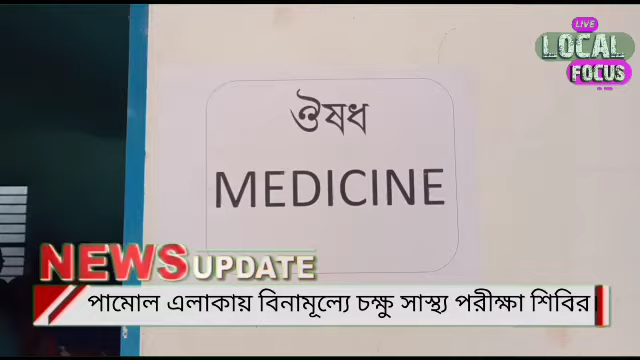 LIVE
LOCAL
FOCUS
ঔষধ
MEDICINE
NEWS UPDATE
পামোল এলাকায় বিনামূল্যে চক্ষু সাস্থ্য পরীক্ষা শিবির।